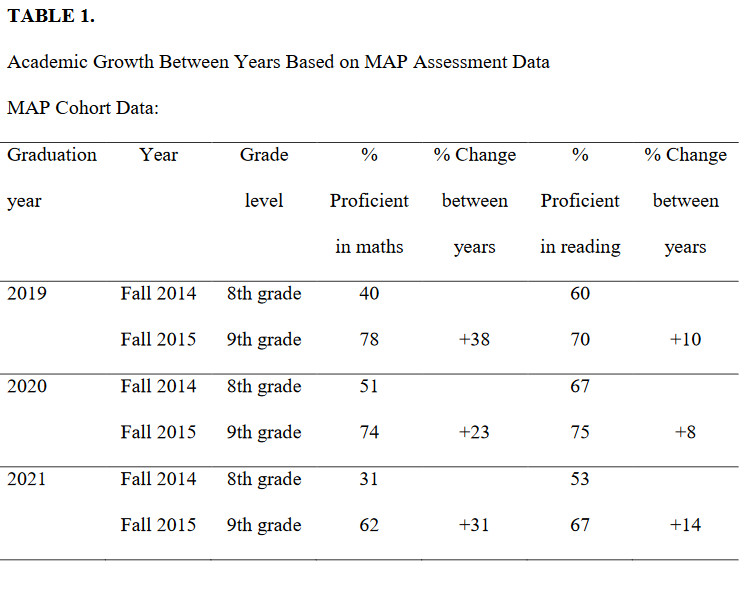 TABLE 1.
Academic Growth Between Years Based on MAP Assessment Data
MAP Cohort Data:
Graduation Year Grade % % Change % % Change
year level Proficient between Proficient between
in maths years in reading years
2019 Fall 2014 8th grade 40 60
Fall 2015 9th grade 78 +38 70 +10
2020 Fall 2014 8th grade 51 67
Fall 2015 9th grade 74 +23 75 +8
2021 Fall 2014 8th grade 31 53
Fall 2015 9th grade 62 +31 67 +14